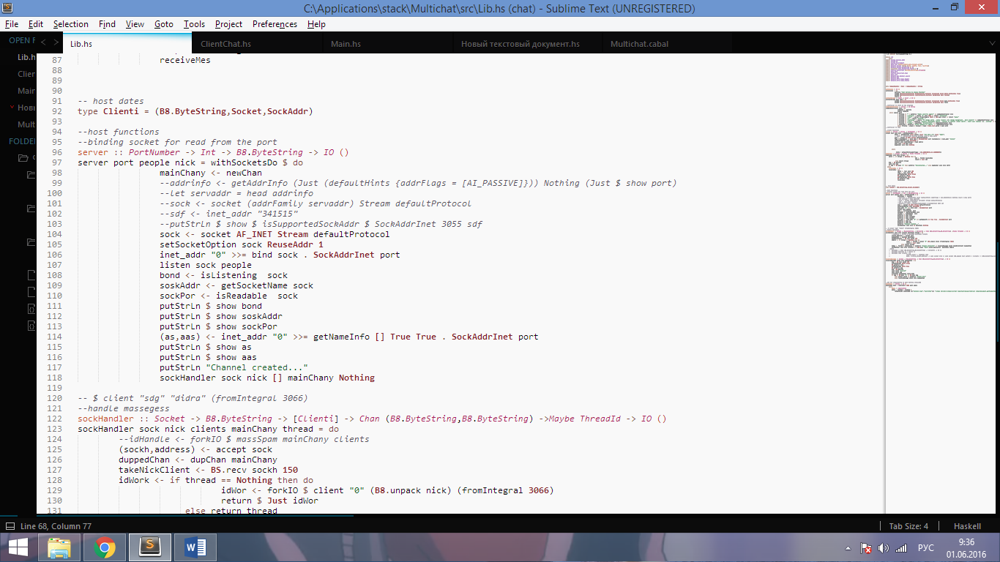 C:\Applications\stack\Multichat\src\Lib.hs (chat) - Sublime Text (UNREGISTERED)
File Edit Selection Find View Goto Tools Project Preferences Help
OPEN F
Lib.hs ClientChat.hs Main.hs Новый текстовый документ.hs Multichat.cabal
Lib.h
Clien
Main
Новы
Mult
FOLDER
87 receiveMes
88
89
90
91 -- host dates
92 type Clienti = (B8.ByteString,Socket,SockAddr)
93
94 --host functions
95 --binding socket for read from the port
96 server :: PortNumber -> Int -> B8.ByteString -> IO ()
97 server port people nick = withSocketsDo $ do
98 mainChany <- newChan
99 --addrinfo <- getAddrInfo (Just (defaultHints {addrFlags = [AI_PASSIVE]})) Nothing (Just $ show port)
100 --let servaddr = head addrinfo
101 --sock <- socket (addrFamily servaddr) Stream defaultProtocol
102 --sdf <- inet_addr "341515"
103 --putStrLn $ show $ isSupportedSockAddr $ SockAddrInet 3055 sdf
104 sock <- socket AF_INET Stream defaultProtocol
105 setSocketOption sock ReuseAddr 1
106 inet_addr "0" >>= bind sock . SockAddrInet port
107 listen sock people
108 bond <- isListening  sock
109 soskAddr <- getSocketName sock
110 sockPor <- isReadable  sock
111 putStrLn $ show bond
112 putStrLn $ show soskAddr
113 putStrLn $ show sockPor
114 (as,aas) <- inet_addr "0" >>= getNameInfo [] True True . SockAddrInet port
115 putStrLn $ show as
116 putStrLn $ show aas
117 putStrLn "Channel created..."
118 sockHandler sock nick [] mainChany Nothing
119
120 -- $ client "sdg" "didra" (fromIntegral 3066)
121 --handle massegess
122 sockHandler :: Socket -> B8.ByteString -> [Clienti] -> Chan (B8.ByteString,B8.ByteString) ->Maybe ThreadId -> IO ()
123 sockHandler sock nick clients mainChany thread = do
124 --idHandle <- forkIO $ massSpam mainChany clients
125 (sockh,address) <- accept sock
126 duppedChan <- dupChan mainChany
127 takeNickClient <- BS.recv sockh 150
128 idWork <- if thread == Nothing then do
129 idWor <- forkIO $ client "0" (B8.unpack nick) (fromIntegral 3066)
130 return $ Just idWor
131 else return thread
Line 68, Column 77 Tab Size: 4 Haskell
РУС
9:36
01.06.2016